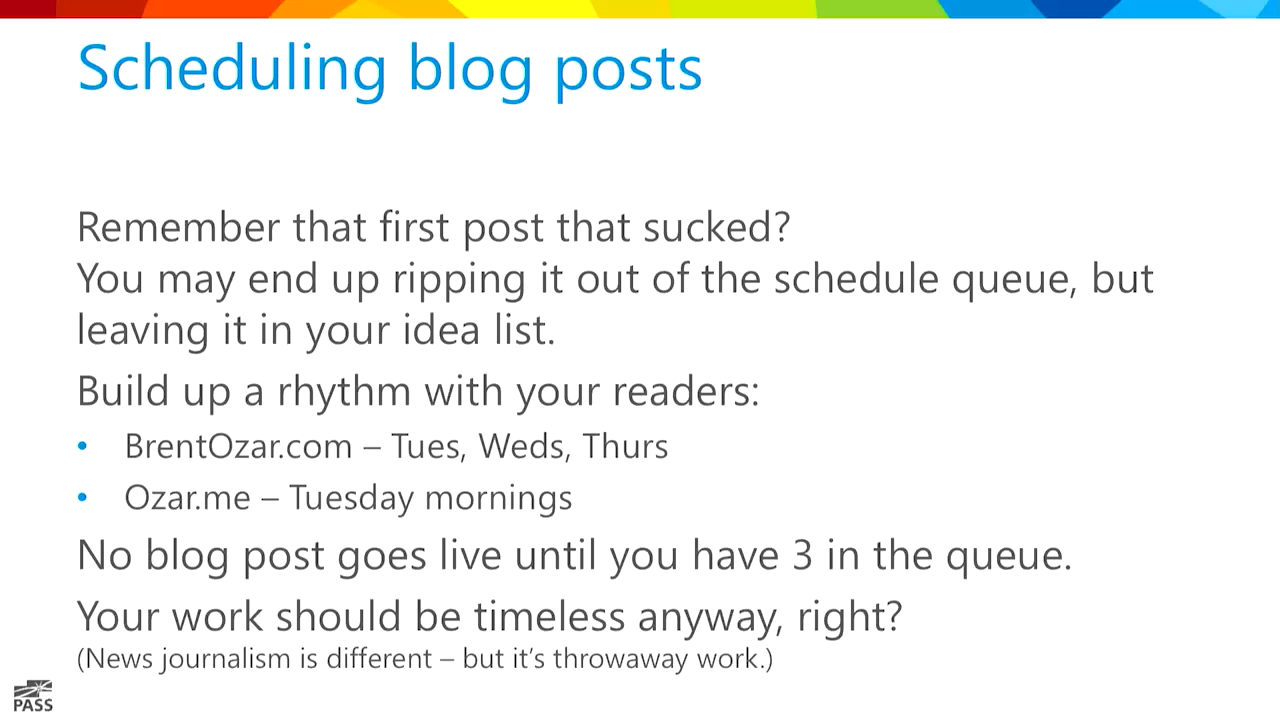 Scheduling blog posts
Remember that first post that sucked?
You may end up ripping it out of the schedule queue, but
leaving it in your idea list.
Build up a rhythm with your readers:
• BrentOzar.com – Tues, Weds, Thurs
• Ozar.me – Tuesday mornings
No blog post goes live until you have 3 in the queue.
Your work should be timeless anyway, right?
(News journalism is different – but it’s throwaway work.)
PASS